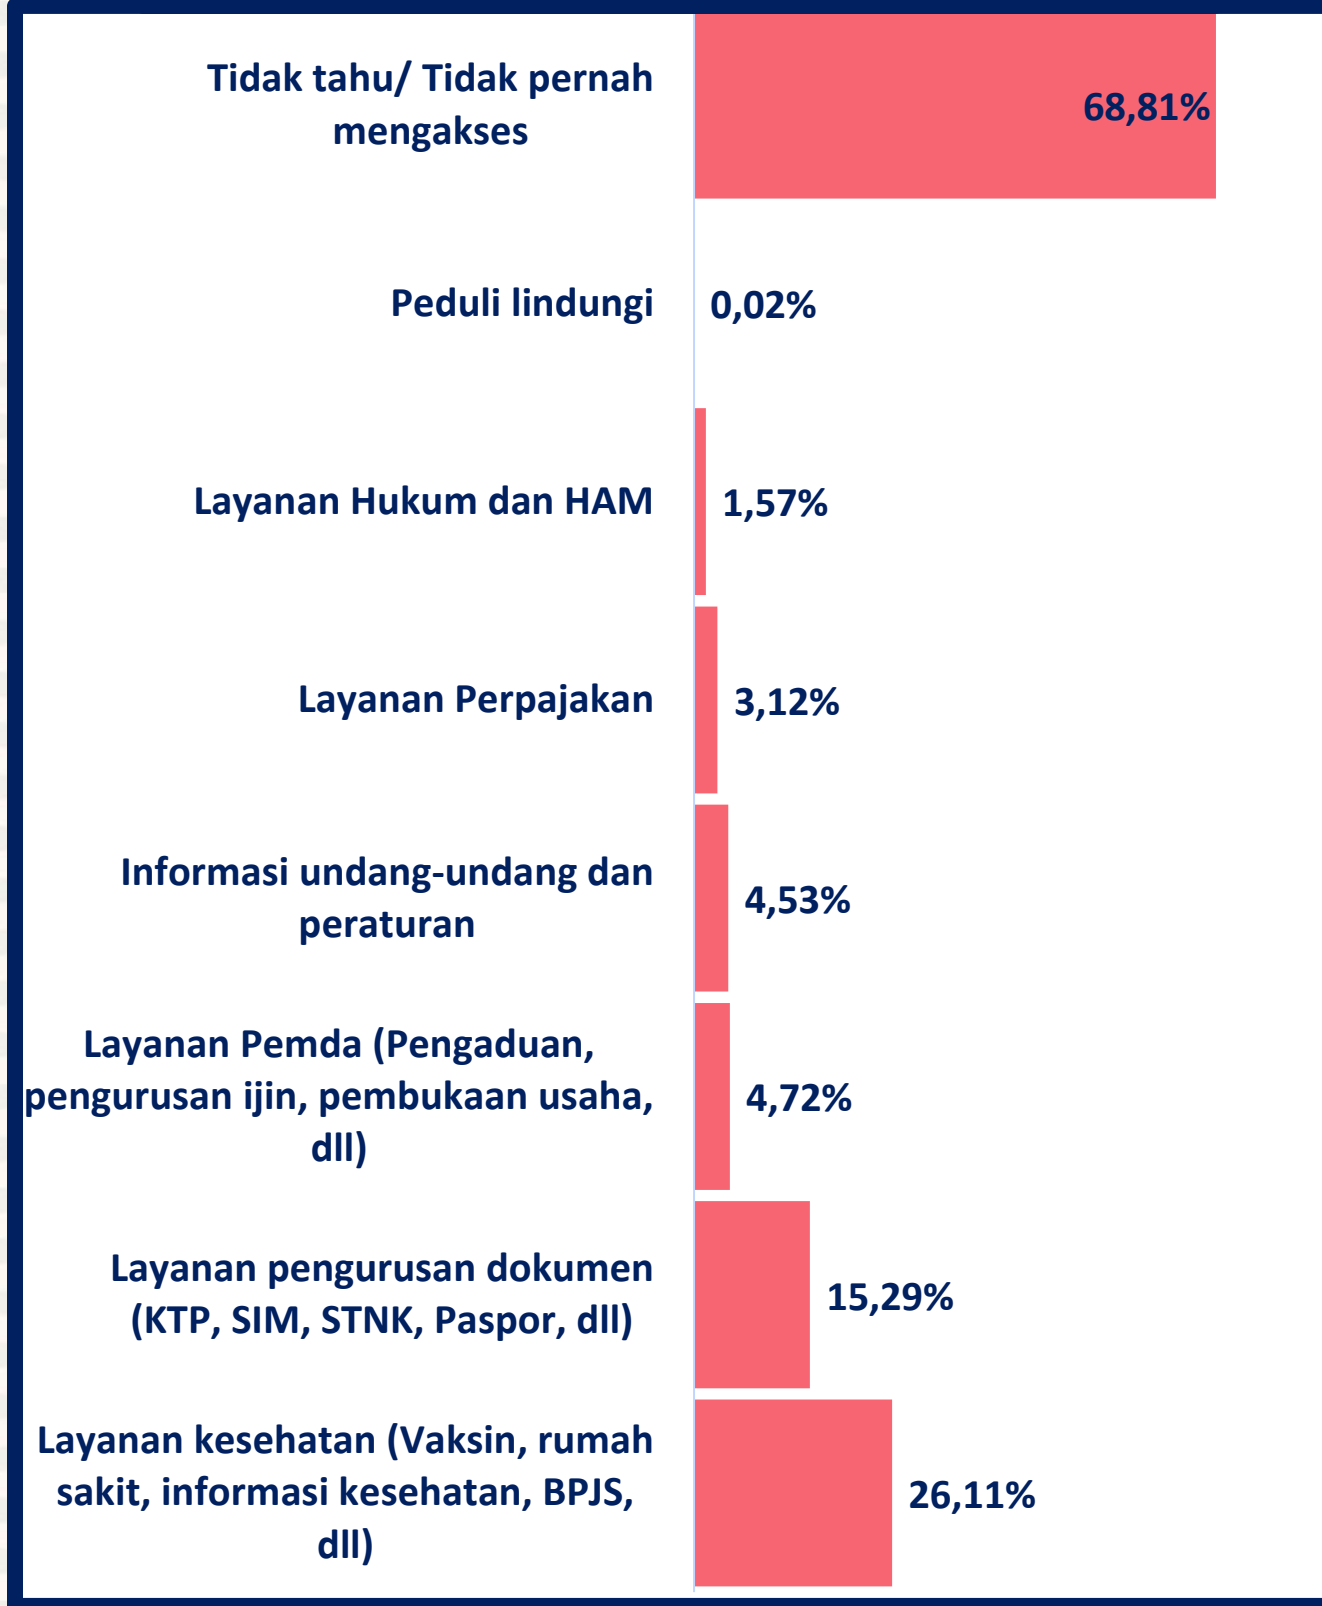 Tidak tahu/ Tidak pernah
mengakses
68,81%
Peduli lindungi
0,02%
Layanan Hukum dan HAM
1,57%
Layanan Perpajakan
3,12%
Informasi undang-undang dan
peraturan
4,53%
Layanan Pemda (Pengaduan,
pengurusan ijin, pembukaan usaha,
dll)
4,72%
Layanan pengurusan dokumen
(KTP, SIM, STNK, Paspor, dll)
15,29%
Layanan kesehatan (Vaksin, rumah
sakit, informasi kesehatan, BPJS,
dll)
26,11%